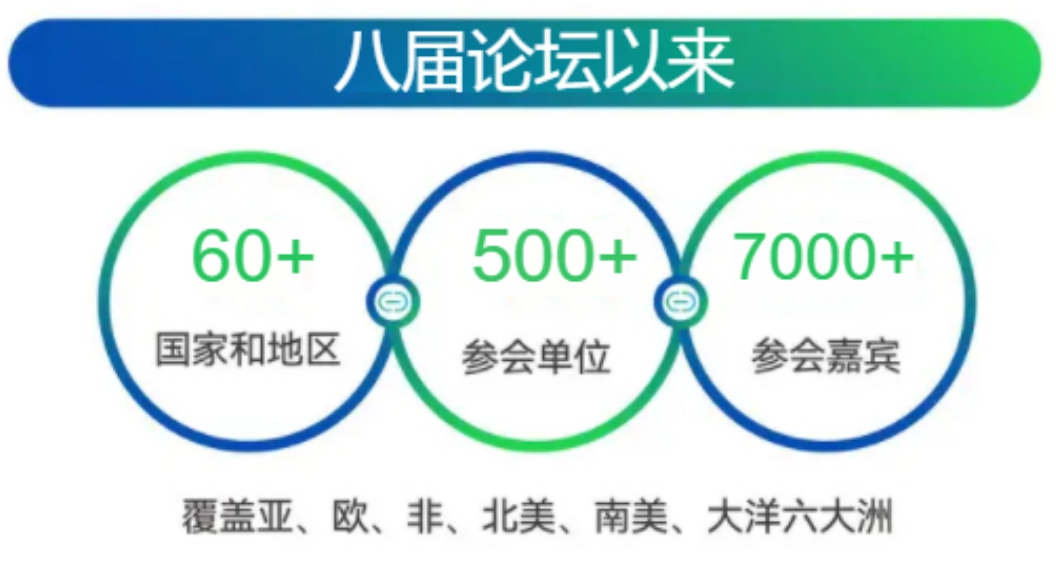 八届论坛以来
60+
500+
7000+
国家和地区
参会单位
参会嘉宾
覆盖亚、欧、非、北美、南美、大洋六大洲